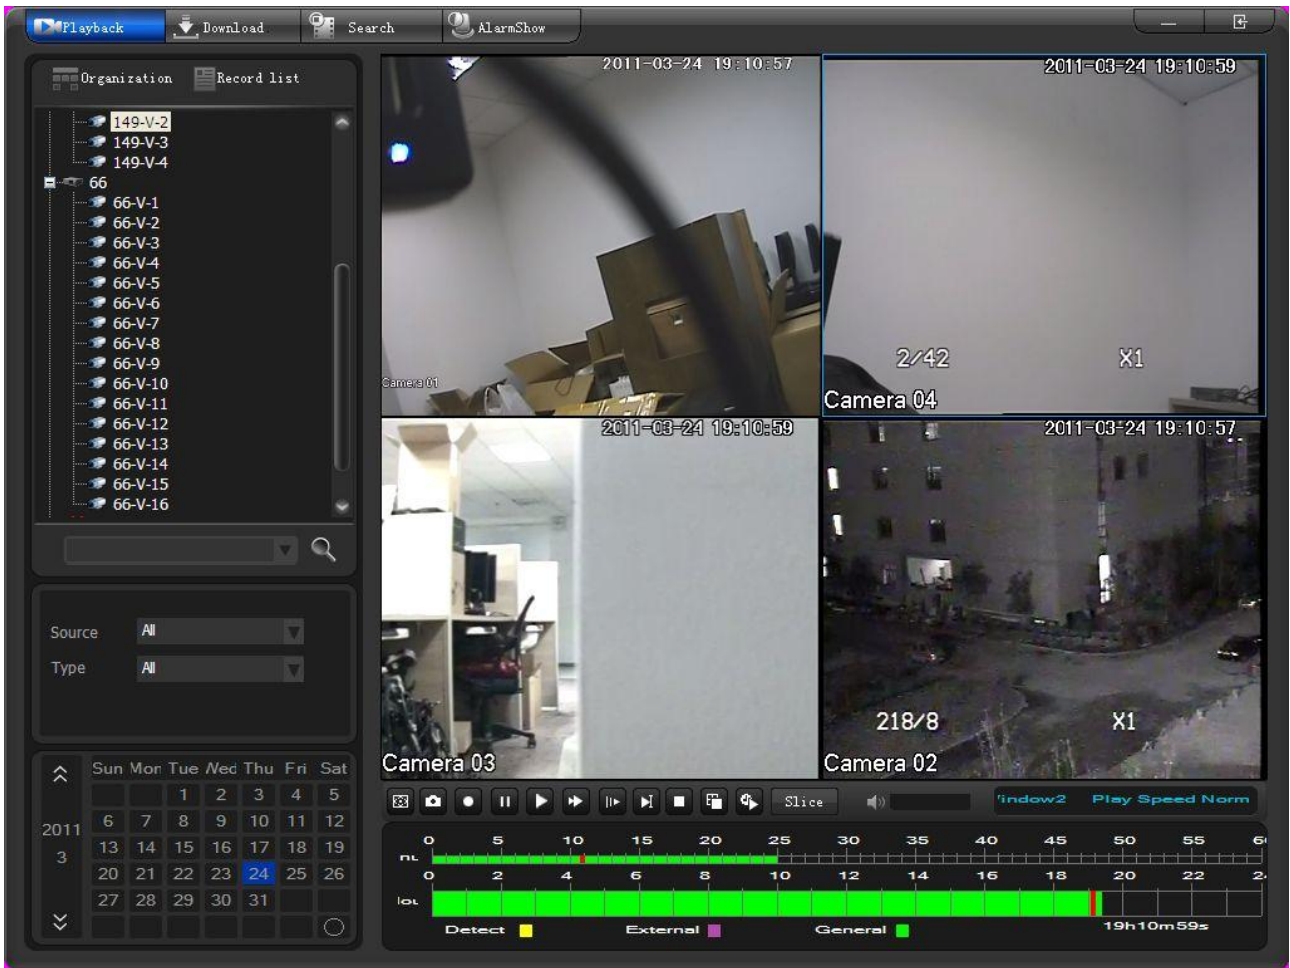 Playback Download Search AlarmShow
Organization Record list
149-V-2
149-V-3
149-V-4
66
66-V-1
66-V-2
66-V-3
66-V-4
66-V-5
66-V-6
66-V-7
66-V-8
66-V-9
66-V-10
66-V-11
66-V-12
66-V-13
66-V-14
66-V-15
66-V-16
Source All
Type All
Sun Mon Tue Wed Thu Fri Sat
1 2 3 4 5
6 7 8 9 10 11 12
2011
13 14 15 16 17 18 19
3
20 21 22 23 24 25 26
27 28 29 30 31
2011-03-24 19:10:57
Camera 01
2011-03-24 19:10:59
2/42 X1
Camera 04
2011-03-24 19:10:59
Camera 03
2011-03-24 19:10:57
218/8 X1
Camera 02
Slice
indow2 Play Speed Norm
0 5 10 15 20 25 30 35 40 45 50 55 6
0 2 4 6 8 10 12 14 16 18 20 22 2
19h10m59s
Detect External General